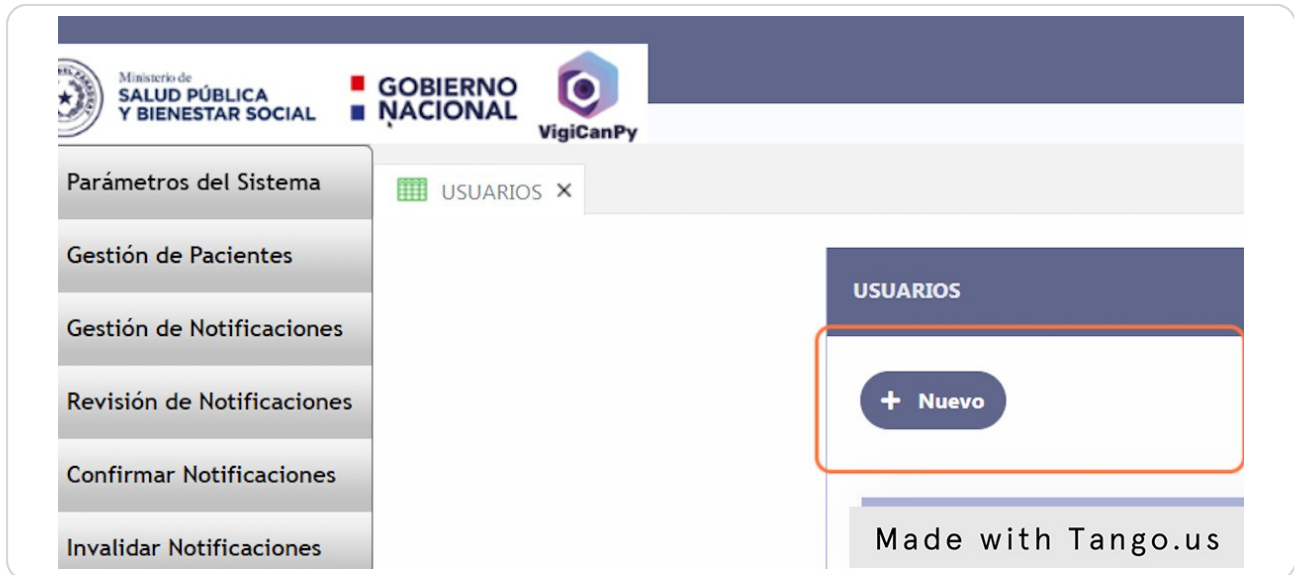 Ministerio de
SALUD PÚBLICA
Y BIENESTAR SOCIAL
GOBIERNO
NACIONAL
VigiCanPy
Parámetros del Sistema
USUARIOS ×
Gestión de Pacientes
USUARIOS
Gestión de Notificaciones
+ Nuevo
Revisión de Notificaciones
Confirmar Notificaciones
Invalidar Notificaciones
Made with Tango.us